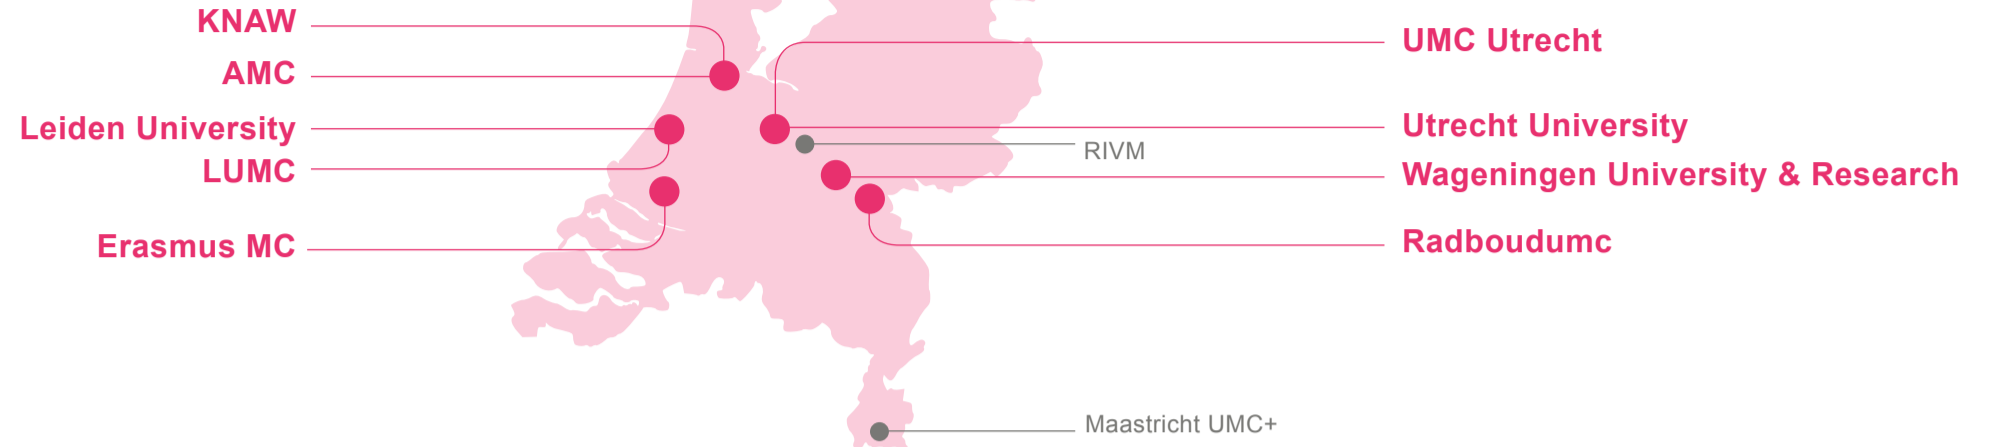 KNAW
AMC
Leiden University
LUMC
Erasmus MC
UMC Utrecht
Utrecht University
RIVM
Wageningen University & Research
Radboudumc
Maastricht UMC+